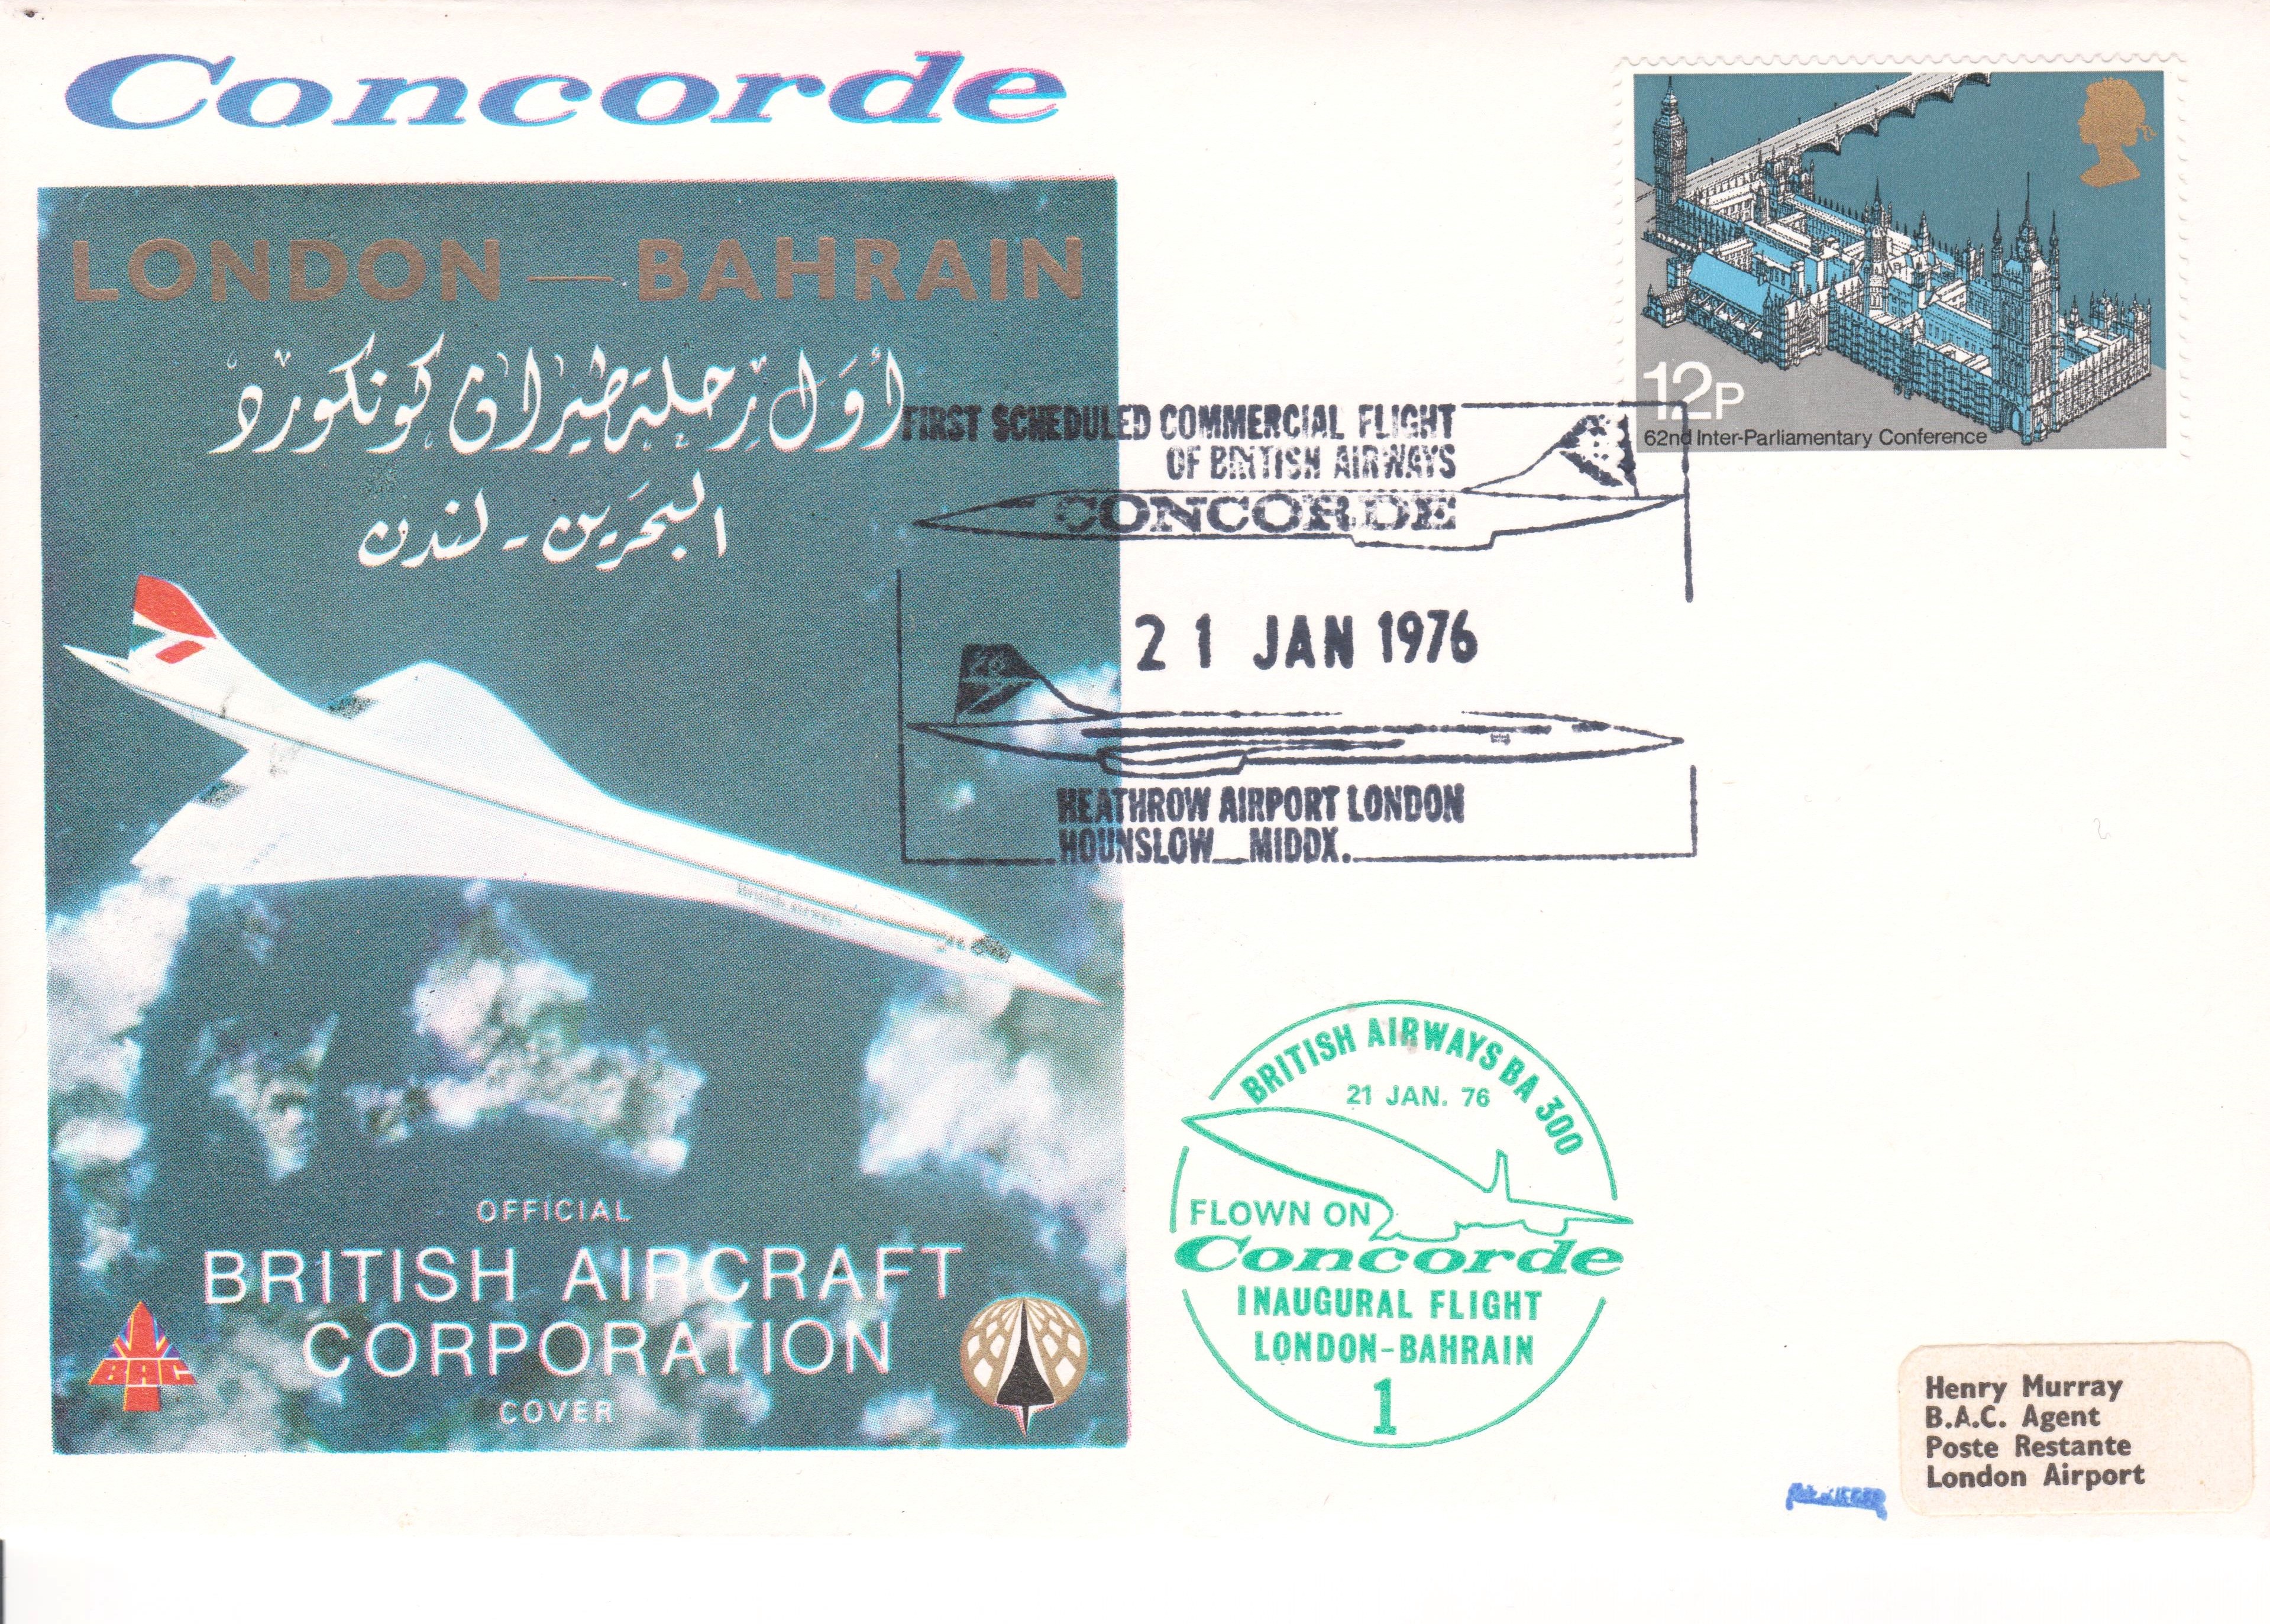 Concorde
LONDON — BAHRAIN
أول رحلة طيران كونكورد
البحرين - لندن
12P
62nd Inter-Parliamentary Conference
FIRST SCHEDULED COMMERCIAL FLIGHT
OF BRITISH AIRWAYS
CONCORDE
21 JAN 1976
HEATHROW AIRPORT LONDON
HOUNSLOW MIDDX.
British airways
BRITISH AIRWAYS BA 300
21 JAN. 76
FLOWN ON
Concorde
INAUGURAL FLIGHT
LONDON-BAHRAIN
1
OFFICIAL
BRITISH AIRCRAFT
CORPORATION
COVER
BAC
Henry Murray
B.A.C. Agent
Poste Restante
London Airport